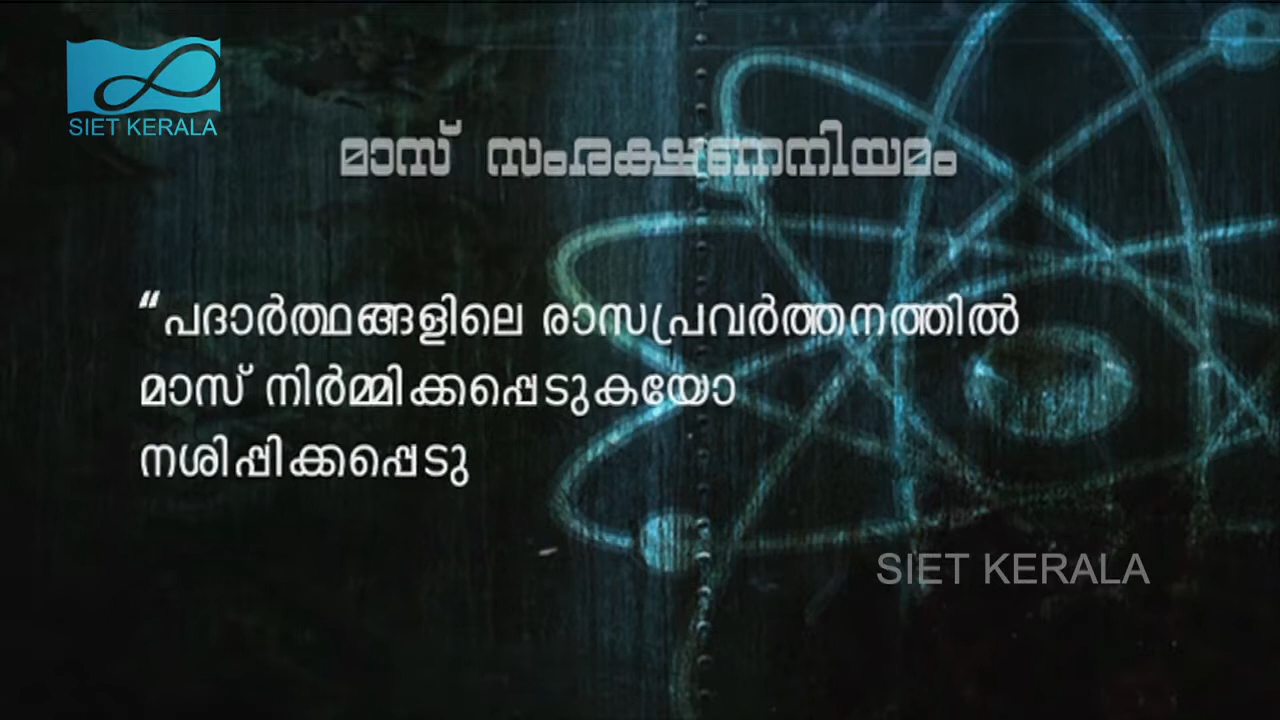 SIET KERALA
മാസ് സംരക്ഷണനിയമം
“പദാർത്ഥങ്ങളിലെ രാസപ്രവർത്തനത്തിൽ
മാസ് നിർമ്മിക്കപ്പെടുകയോ
നശിപ്പിക്കപ്പെടു
SIET KERALA